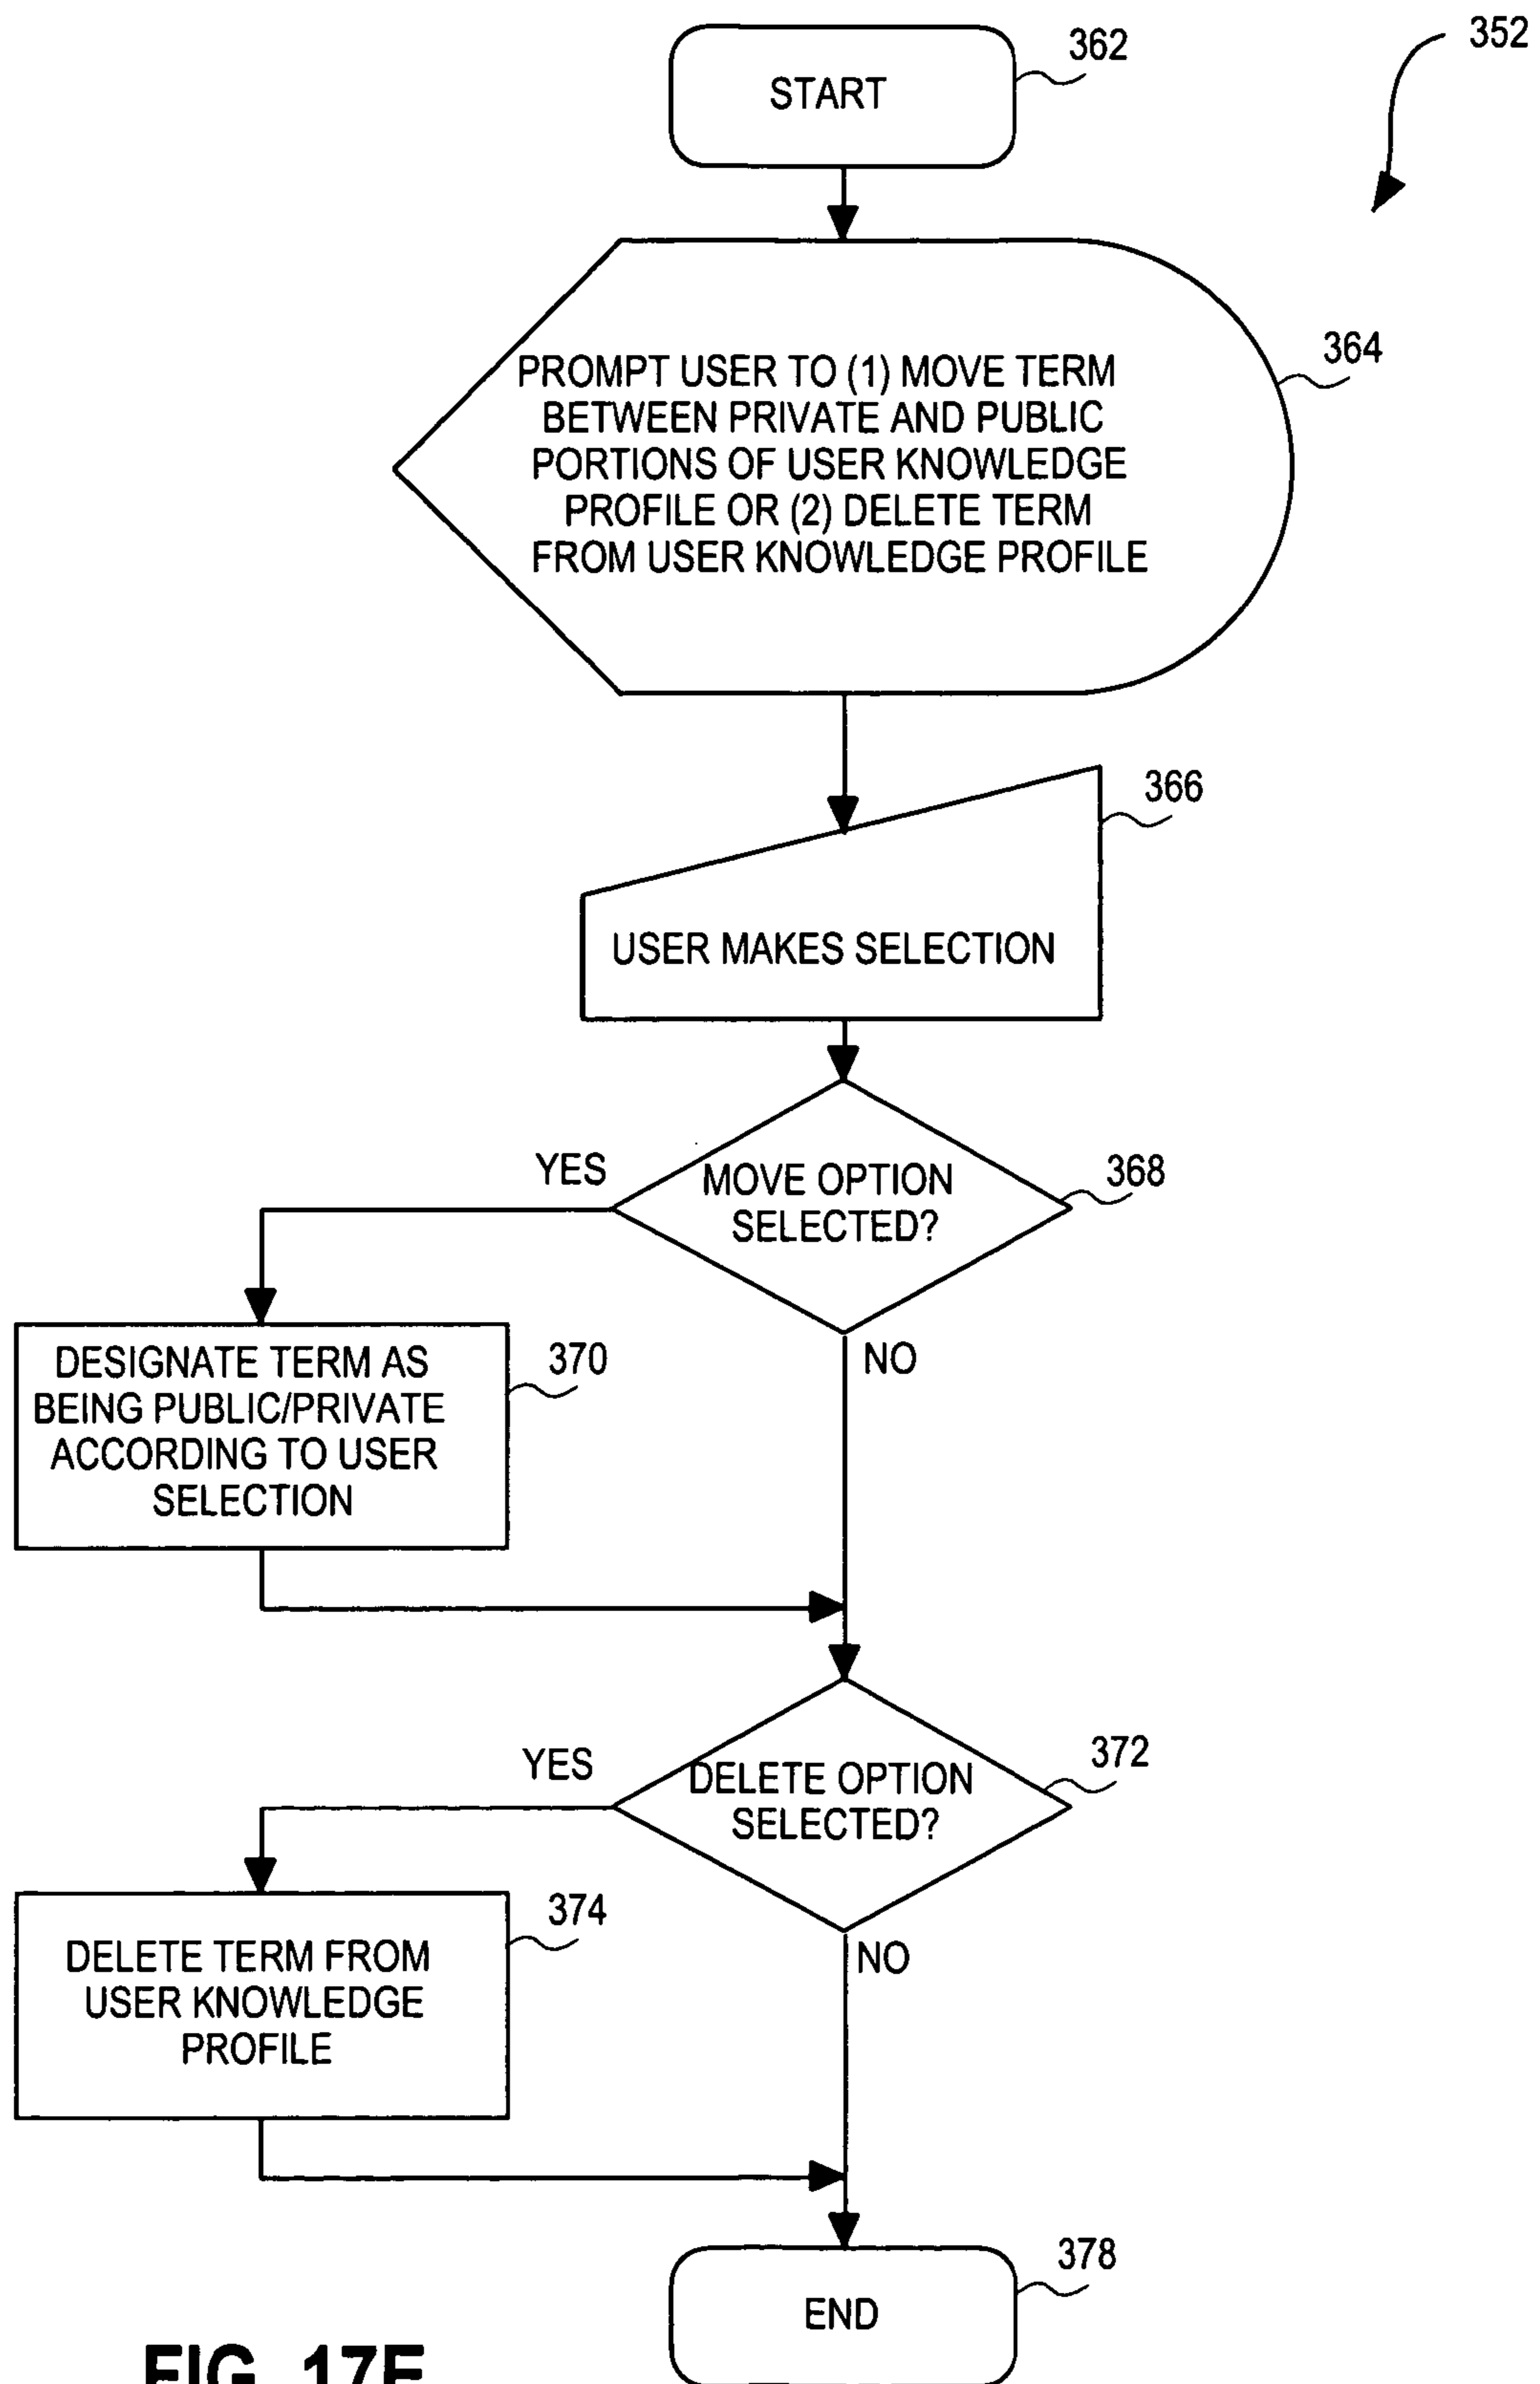 362
352
START
364
PROMPT USER TO (1) MOVE TERM
BETWEEN PRIVATE AND PUBLIC
PORTIONS OF USER KNOWLEDGE
PROFILE OR (2) DELETE TERM
FROM USER KNOWLEDGE PROFILE
366
USER MAKES SELECTION
YES
MOVE OPTION
SELECTED?
368
NO
370
DESIGNATE TERM AS
BEING PUBLIC/PRIVATE
ACCORDING TO USER
SELECTION
YES
DELETE OPTION
SELECTED?
372
NO
374
DELETE TERM FROM
USER KNOWLEDGE
PROFILE
378
END
FIG. 17E